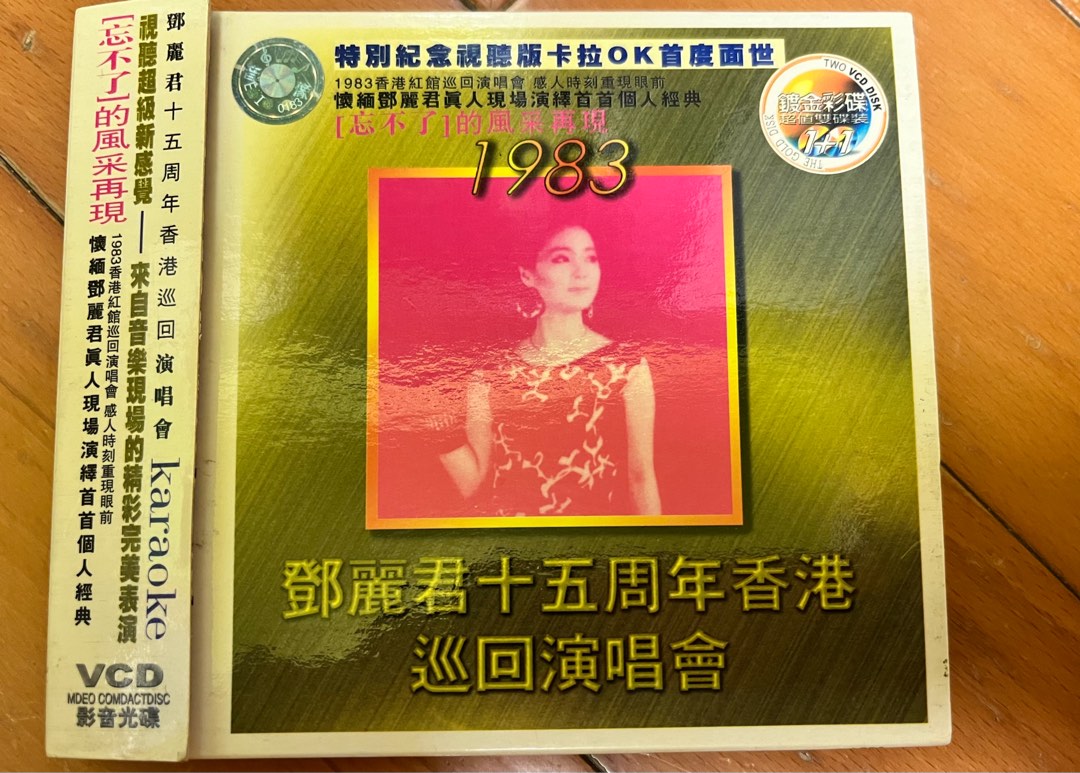 鄧麗君十五周年香港巡回演唱會 karaoke
視聽超級新感覺——來自音樂現場的精彩完美表演
[忘不了]的風采再現
1983香港紅館巡回演唱會 感人時刻重現眼前
懷緬鄧麗君眞人現場演繹首首個人經典
VCD
MDEO COMDACTDISC
影音光碟
特別紀念視聽版卡拉OK首度面世
1983香港紅館巡回演唱會 感人時刻重現眼前
懷緬鄧麗君眞人現場演繹首首個人經典
[忘不了]的風采再現
1983
TWO VCD DISK
鍍金彩碟
超值雙碟裝
1+1
THE GOLD DISK
鄧麗君十五周年香港
巡回演唱會